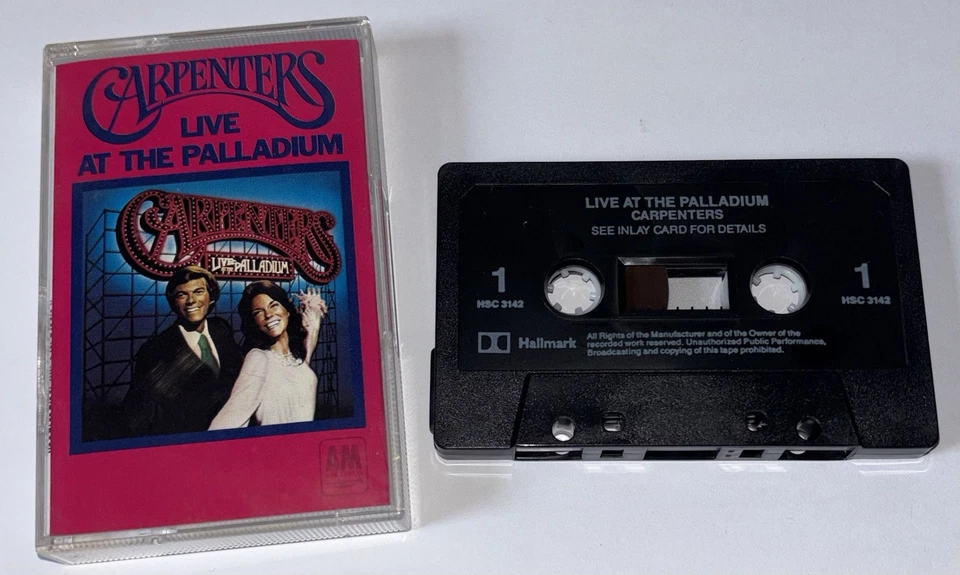 CARPENTERS
LIVE
AT THE PALLADIUM
CARPENTERS
LIVE AT THE PALLADIUM
AM
LIVE AT THE PALLADIUM
CARPENTERS
SEE INLAY CARD FOR DETAILS
1
HSC 3142
1
HSC 3142
Hallmark
All Rights of the Manufacturer and of the Owner of the
recorded work reserved. Unauthorized Public Performance,
Broadcasting and copying of this tape prohibited.